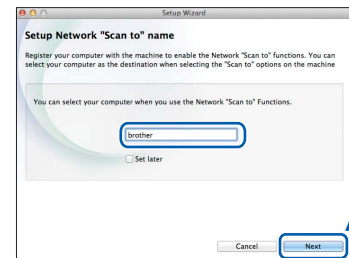 Setup Wizard
Setup Network "Scan to" name
Register your computer with the machine to enable the Network "Scan to" functions. You can
select your computer as the destination when selecting the "Scan to" options on the machine
You can select your computer when you use the Network "Scan to" Functions.
brother
Set later
Cancel Next